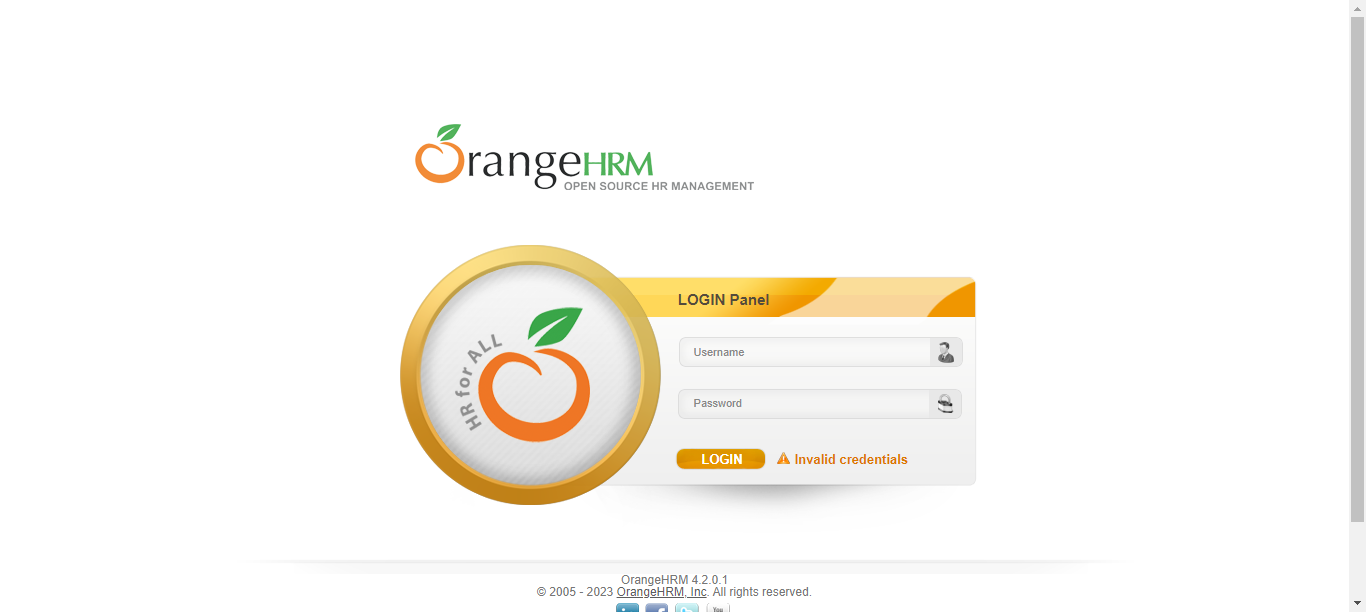 OrangeHRM
OPEN SOURCE HR MANAGEMENT
HR for ALL
LOGIN Panel
Username
Password
LOGIN
Invalid credentials
OrangeHRM 4.2.0.1
© 2005 - 2023 OrangeHRM, Inc. All rights reserved.
You